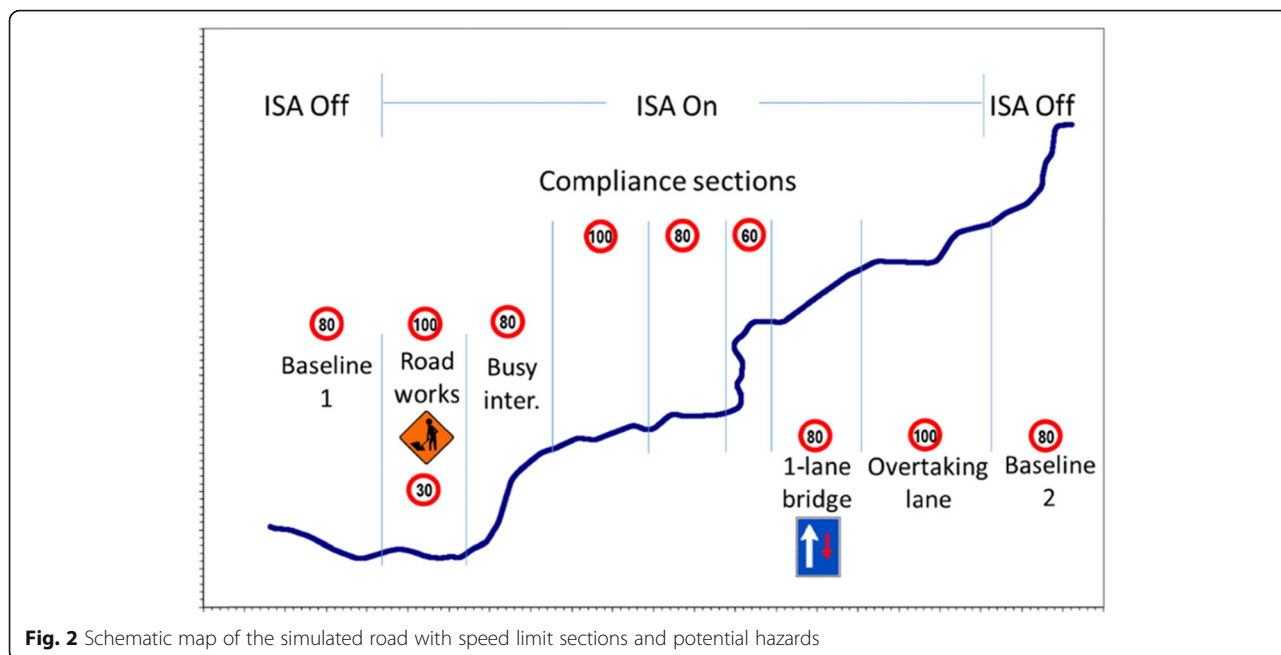 ISA Off
ISA On
ISA Off
Compliance sections
100
80
60
80
Baseline
1
100
Road
works
30
80
Busy
inter.
80
1-lane
bridge
100
Overtaking
lane
80
Baseline
2
Fig. 2 Schematic map of the simulated road with speed limit sections and potential hazards